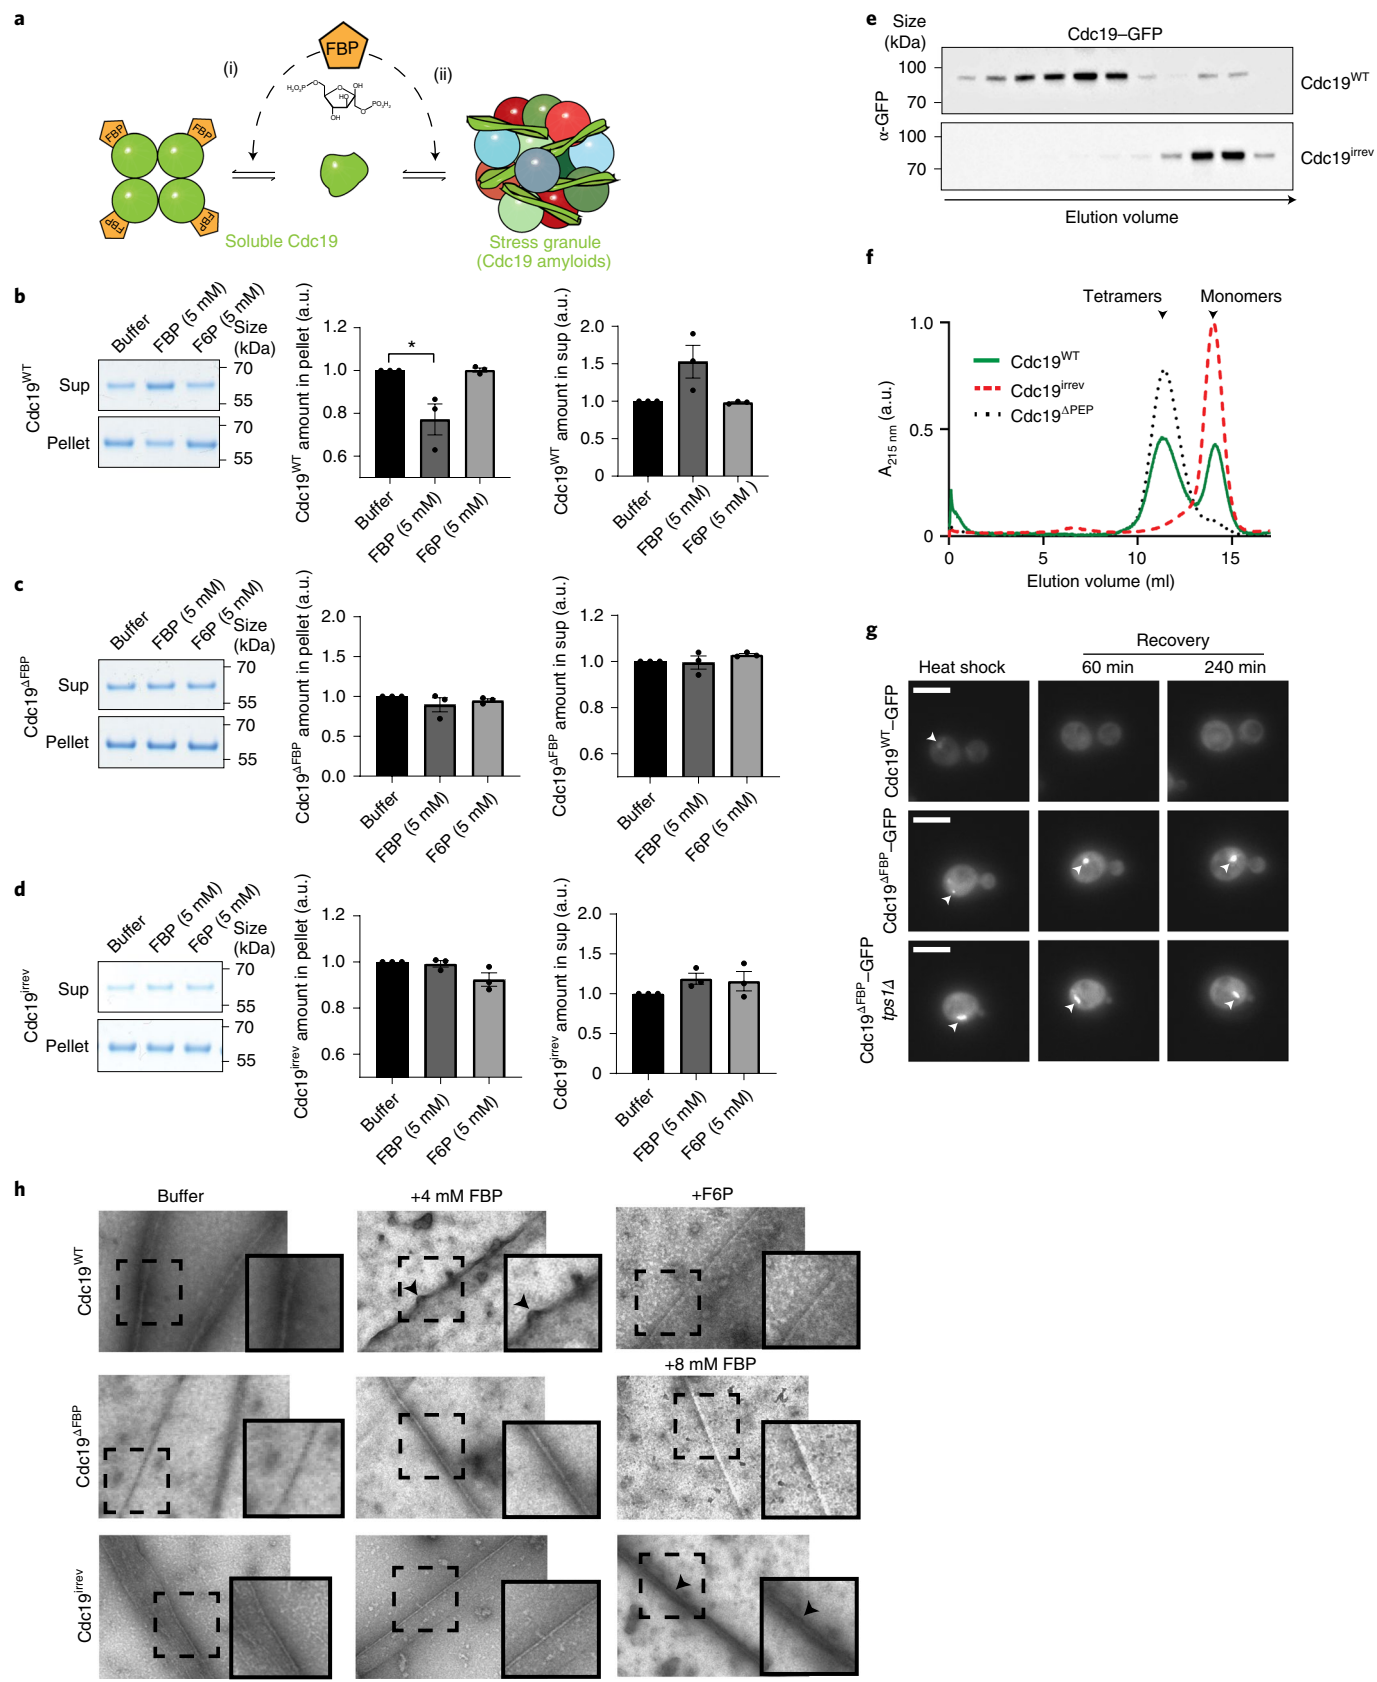 a
FBP
(i)
(ii)
H₂O₃P
O
O
OH
HO
OH
O
PO₃H₂
FBP
FBP
FBP
FBP
Soluble Cdc19
Stress granule
(Cdc19 amyloids)
b
Buffer
FBP (5 mM)
F6P (5 mM)
Size
(kDa)
Cdc19WT
Sup
70
55
Pellet
70
55
Cdc19WT amount in pellet (a.u.)
1.2
1.0
0.8
0.6
*
Buffer
FBP (5 mM)
F6P (5 mM)
Cdc19WT amount in sup (a.u.)
2.0
1.5
1.0
0.5
0
Buffer
FBP (5 mM)
F6P (5 mM)
c
Buffer
FBP (5 mM)
F6P (5 mM)
Size
(kDa)
Cdc19ΔFBP
Sup
70
55
Pellet
70
55
Cdc19ΔFBP amount in pellet (a.u.)
2.0
1.5
1.0
0.5
0.0
Buffer
FBP (5 mM)
F6P (5 mM)
Cdc19ΔFBP amount in sup (a.u.)
1.2
1.0
0.8
0.6
Buffer
FBP (5 mM)
F6P (5 mM)
d
Buffer
FBP (5 mM)
F6P (5 mM)
Size
(kDa)
Cdc19irrev
Sup
70
55
Pellet
70
55
Cdc19irrev amount in pellet (a.u.)
1.2
1.0
0.8
0.6
Buffer
FBP (5 mM)
F6P (5 mM)
Cdc19irrev amount in sup (a.u.)
2.0
1.5
1.0
0.5
0
Buffer
FBP (5 mM)
F6P (5 mM)
e
Size
(kDa)
Cdc19–GFP
α-GFP
100
70
Cdc19WT
100
70
Cdc19irrev
Elution volume
f
Tetramers
Monomers
A215 nm (a.u.)
1.0
0.5
0
Cdc19WT
Cdc19irrev
Cdc19ΔPEP
0
5
10
15
Elution volume (ml)
g
Recovery
Heat shock
60 min
240 min
Cdc19WT–GFP
Cdc19ΔFBP–GFP
Cdc19ΔFBP–GFP
tps1Δ
h
Buffer
+4 mM FBP
+F6P
Cdc19WT
+8 mM FBP
Cdc19ΔFBP
Cdc19irrev